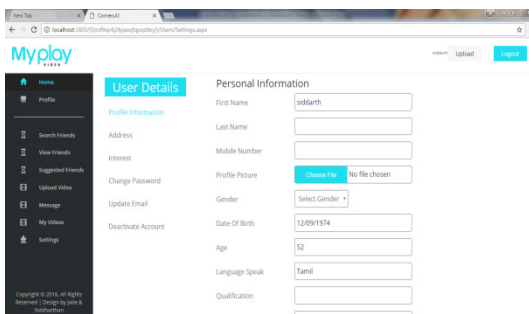 New Tab
ConnectU
localhost:1603/
/Users/Settings.aspx
Myplay
VIDEO
Upload
Logout
Home
Profile
Search Friends
View Friends
Suggested Friends
Upload Video
Message
My Videos
Settings
Copyright © 2016. All Rights
Reserved | Design by Jade &
Siddharthan
User Details
Profile Information
Address
Interest
Change Password
Update Email
Deactivate Account
Personal Information
First Name siddarth
Last Name
Mobile Number
Profile Picture Choose File No file chosen
Gender Select Gender
Date Of Birth 12/09/1974
Age 52
Language Speak Tamil
Qualification